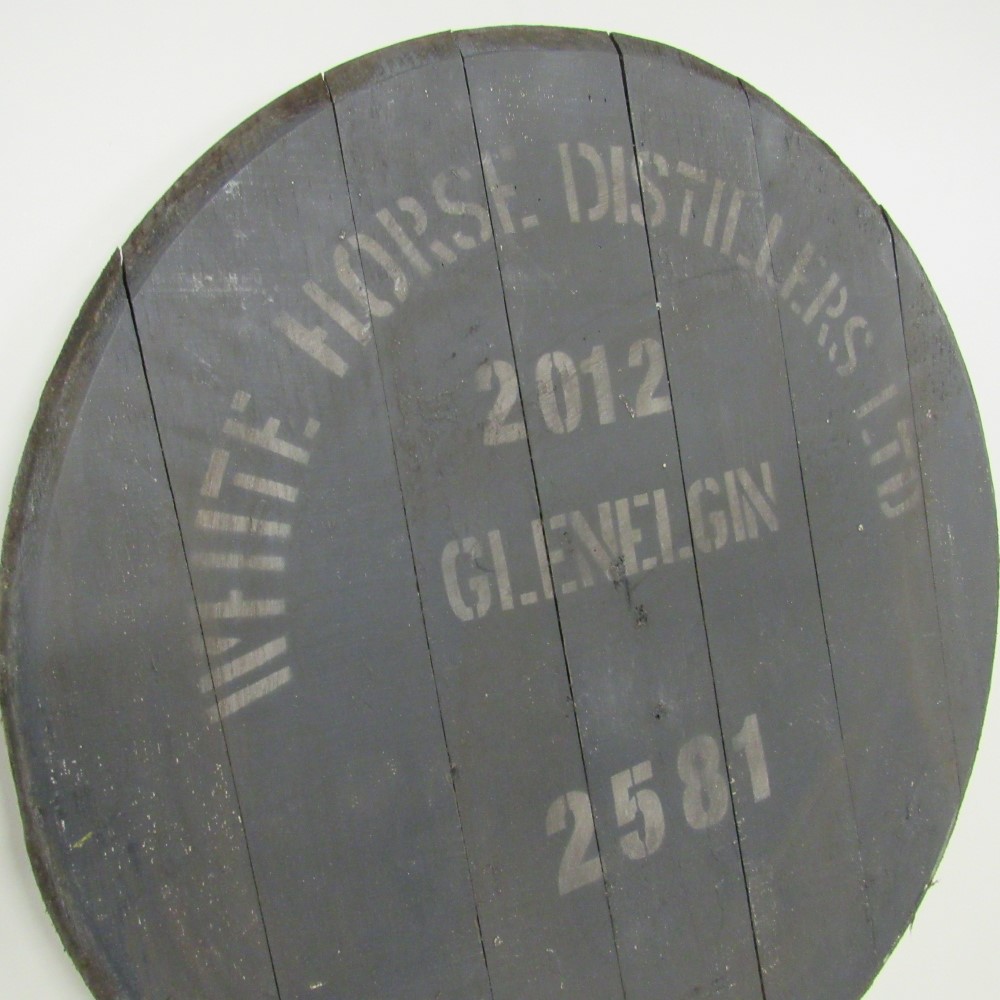 WHITE HORSE DISTILLERS LTD
2012
GLENELGIN
2581